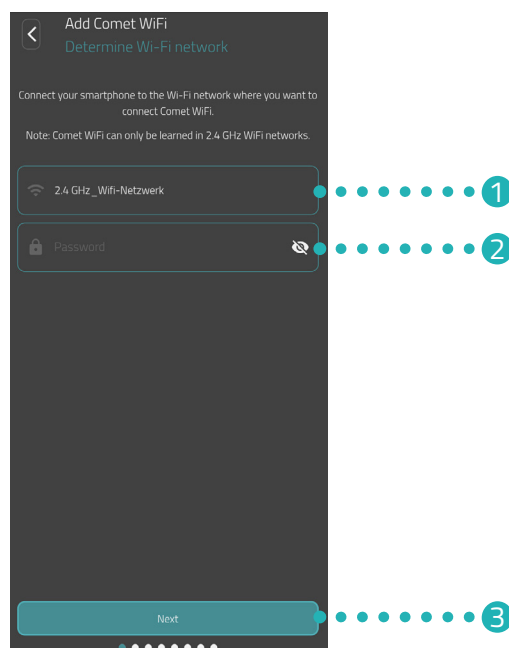 Add Comet WiFi
Determine Wi-Fi network
Connect your smartphone to the Wi-Fi network where you want to
connect Comet WiFi.
Note: Comet WiFi can only be learned in 2.4 GHz WiFi networks.
2.4 GHz_Wifi-Netzwerk
1
Password
2
Next
3